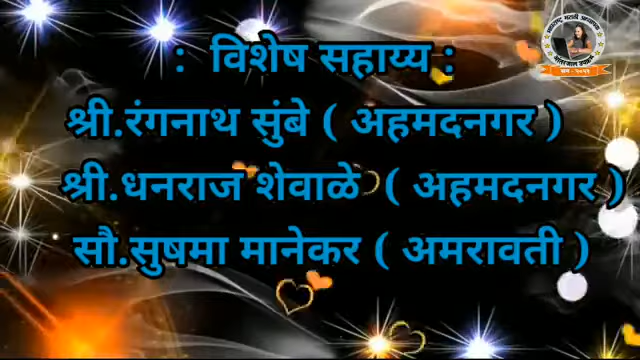 : विशेष सहाय्य :
श्री.रंगनाथ सुंबे ( अहमदनगर )
श्री.धनराज शेवाळे ( अहमदनगर )
सौ.सुषमा मानेकर ( अमरावती )